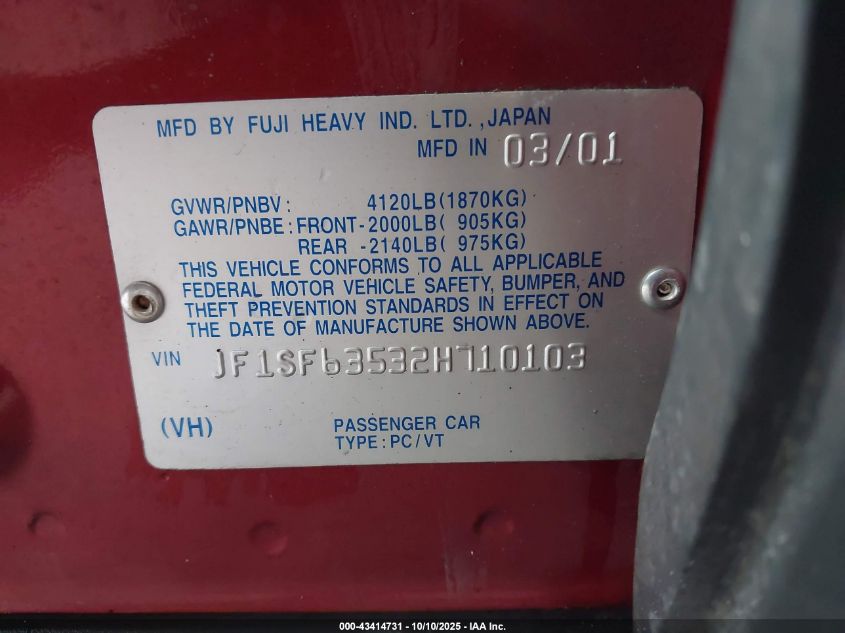 MFD BY FUJI HEAVY IND. LTD., JAPAN
MFD IN 03/01
GVWR/PNBV: 4120LB(1870KG)
GAWR/PNBE: FRONT-2000LB( 905KG)
REAR -2140LB( 975KG)
THIS VEHICLE CONFORMS TO ALL APPLICABLE
FEDERAL MOTOR VEHICLE SAFETY, BUMPER, AND
THEFT PREVENTION STANDARDS IN EFFECT ON
THE DATE OF MANUFACTURE SHOWN ABOVE.
VIN JF1SF63532H710103
(VH) PASSENGER CAR
TYPE: PC/VT
000-43414731 - 10/10/2025 - IAA Inc.